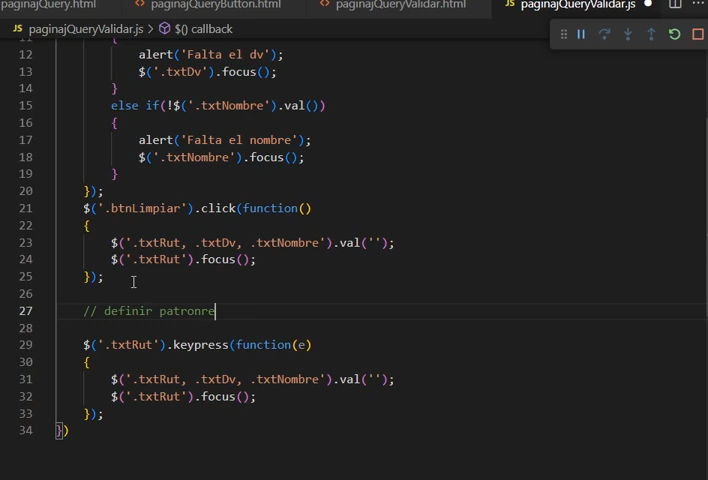 paginajQuery.html
paginajQueryButton.html
paginajQueryValidar.html
JS paginajQueryValidar.js
JS paginajQueryValidar.js > $() callback
11 {
12 alert('Falta el dv');
13 $('.txtDv').focus();
14 }
15 else if(!$('.txtNombre').val())
16 {
17 alert('Falta el nombre');
18 $('.txtNombre').focus();
19 }
20 });
21 $('.btnLimpiar').click(function()
22 {
23 $('.txtRut, .txtDv, .txtNombre').val('');
24 $('.txtRut').focus();
25 });
26
27 // definir patronre
28
29 $('.txtRut').keypress(function(e)
30 {
31 $('.txtRut, .txtDv, .txtNombre').val('');
32 $('.txtRut').focus();
33 });
34 })